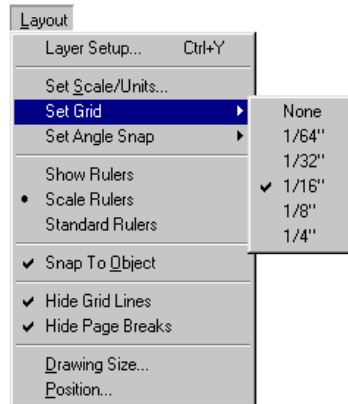 Layout
Layer Setup... Ctrl+Y
Set Scale/Units...
Set Grid
Set Angle Snap
Show Rulers
Scale Rulers
Standard Rulers
Snap To Object
Hide Grid Lines
Hide Page Breaks
Drawing Size...
Position...
None
1/64"
1/32"
1/16"
1/8"
1/4"